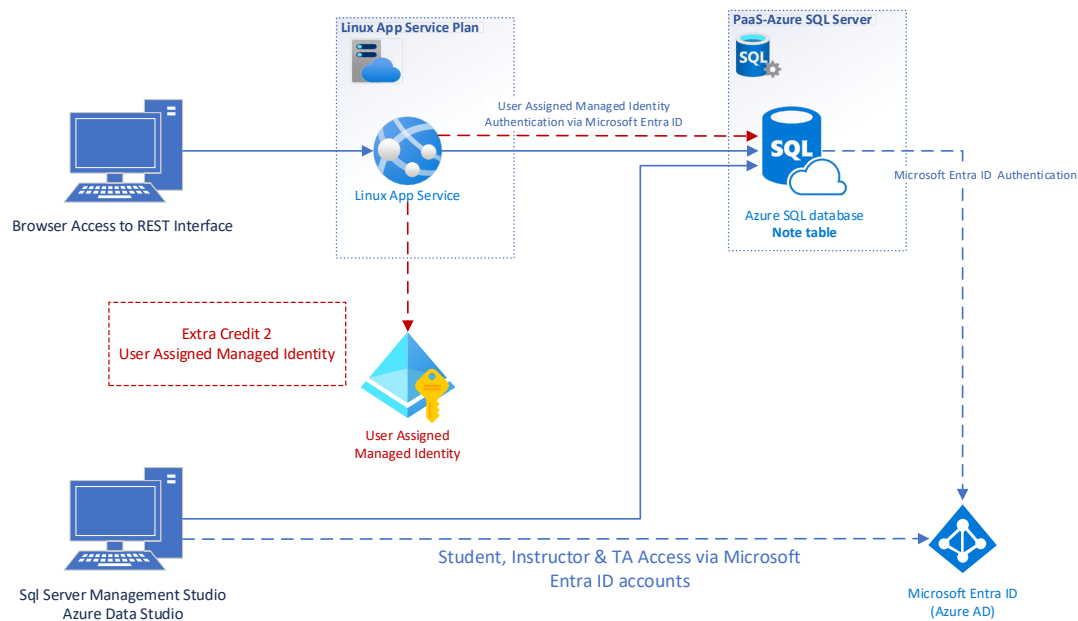 Linux App Service Plan
PaaS-Azure SQL Server
SQL
User Assigned Managed Identity
Authentication via Microsoft Entra ID
SQL
Microsoft Entra ID Authentication
Linux App Service
Browser Access to REST Interface
Azure SQL database
Note table
Extra Credit 2
User Assigned Managed Identity
User Assigned
Managed Identity
Student, Instructor & TA Access via Microsoft
Entra ID accounts
Sql Server Management Studio
Azure Data Studio
Microsoft Entra ID
(Azure AD)